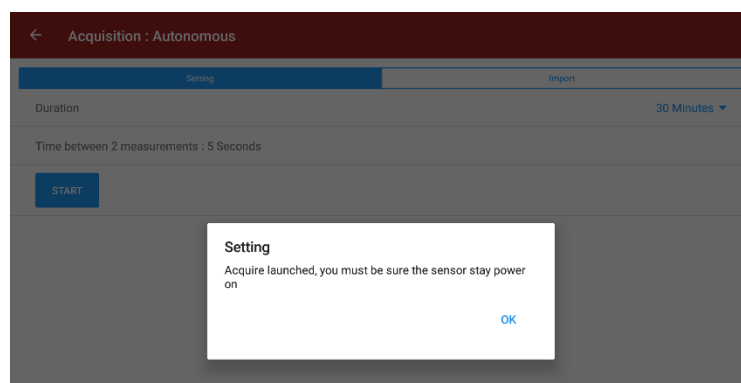 Acquisition : Autonomous
Setting
Import
Duration
30 Minutes
Time between 2 measurements : 5 Seconds
START
Setting
Acquire launched, you must be sure the sensor stay power
on
OK